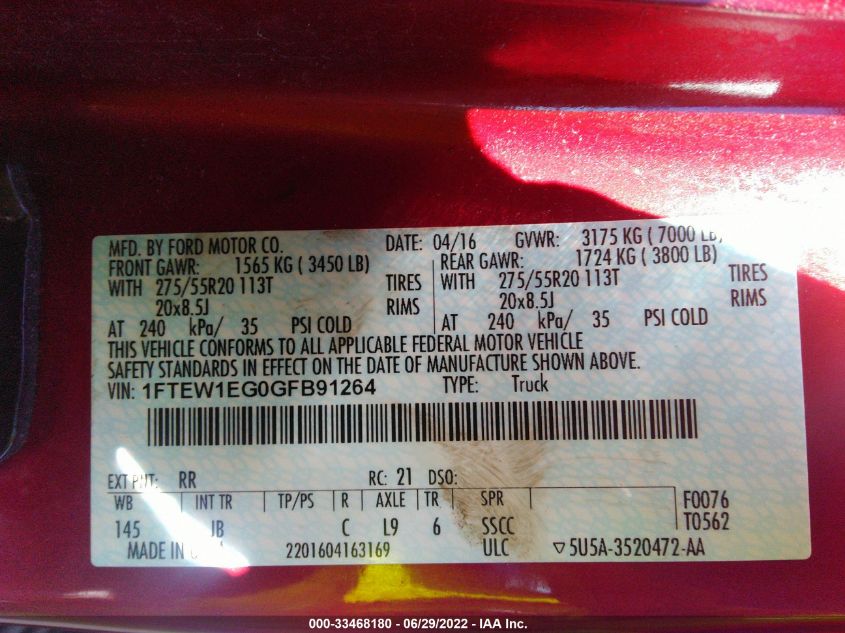 MFD. BY FORD MOTOR CO. DATE: 04/16 GVWR: 3175 KG ( 7000 LB)
FRONT GAWR: 1565 KG ( 3450 LB) REAR GAWR: 1724 KG ( 3800 LB)
WITH 275/55R20 113T TIRES WITH 275/55R20 113T TIRES
20x8.5J RIMS 20x8.5J RIMS
AT 240 kPa/ 35 PSI COLD AT 240 kPa/ 35 PSI COLD
THIS VEHICLE CONFORMS TO ALL APPLICABLE FEDERAL MOTOR VEHICLE
SAFETY STANDARDS IN EFFECT ON THE DATE OF MANUFACTURE SHOWN ABOVE.
VIN: 1FTEW1EG0GFB91264 TYPE: Truck
EXT PNT: RR RC: 21 DSO:
WB INT TR TP/PS R AXLE TR SPR F0076
145 JB C L9 6 SSCC T0562
MADE IN 2201604163169 ULC ▽5U5A-3520472-AA
000-33468180 - 06/29/2022 - IAA Inc.